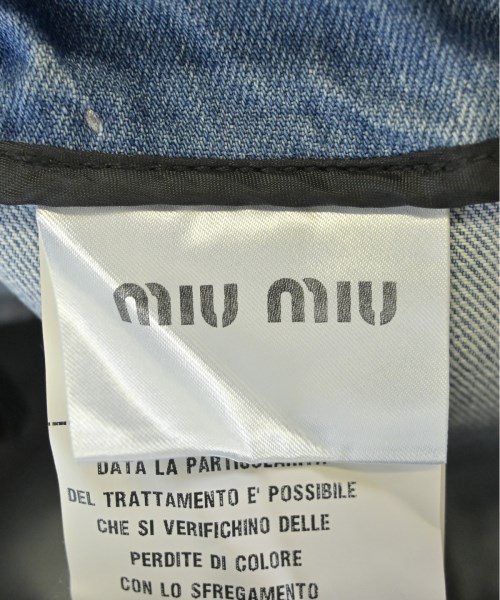 MIU MIU
DATA LA PARTICOLARITA'
DEL TRATTAMENTO E' POSSIBILE
CHE SI VERIFICHINO DELLE
PERDITE DI COLORE
CON LO SFREGAMENTO